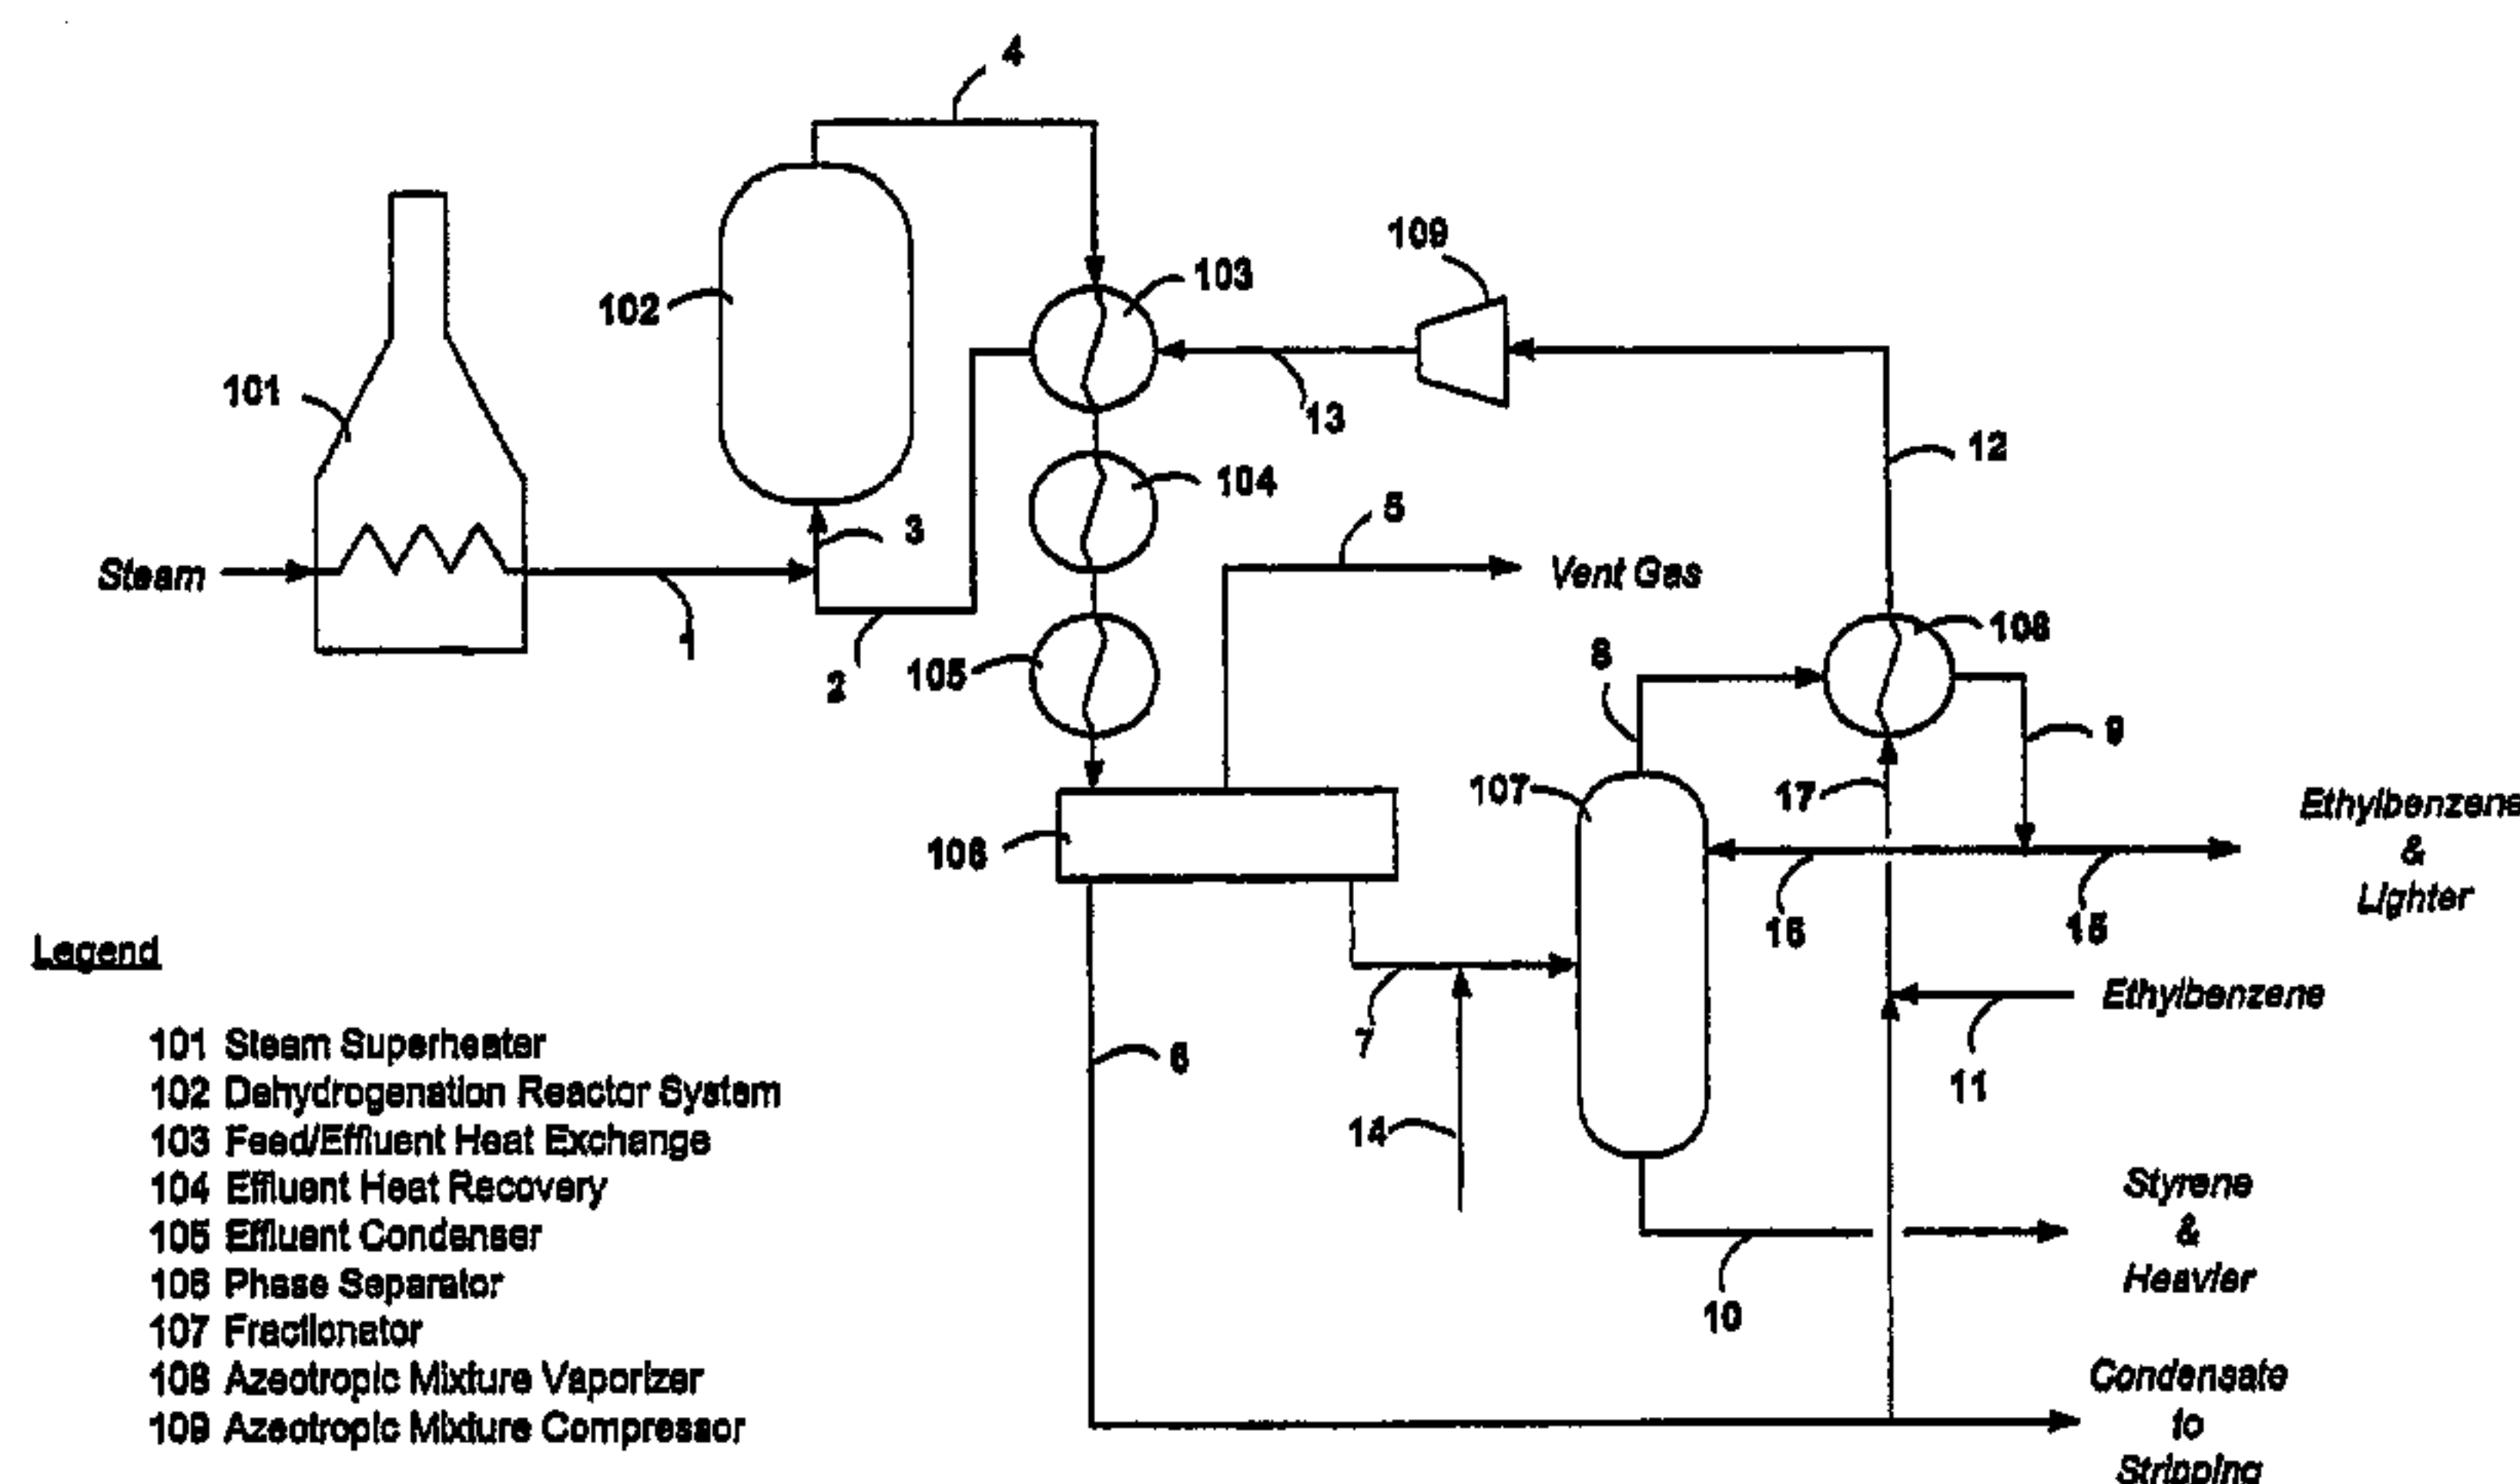 4
109
103
102
101
13
12
104
5
3
Steam
Vent Gas
1
108
8
2
105
9
107
17
Ethylbenzene
&
Lighter
106
16
15
Legend
Ethylbenzene
7
6
11
14
101 Steam Superheater
102 Dehydrogenation Reactor System
103 Feed/Effluent Heat Exchange
104 Effluent Heat Recovery
105 Effluent Condenser
106 Phase Separator
107 Fractionator
108 Azeotropic Mixture Vaporizer
109 Azeotropic Mixture Compressor
Styrene
&
Heavier
10
Condensate
to
Stripping